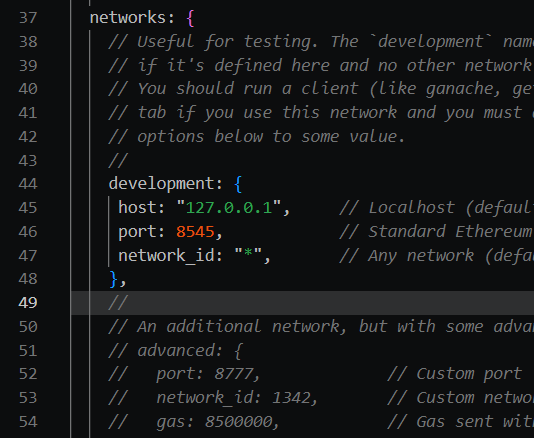 37 networks: {
38 // Useful for testing. The `development` name
39 // if it's defined here and no other network
40 // You should run a client (like ganache, get
41 // tab if you use this network and you must
42 // options below to some value.
43 //
44 development: {
45 host: "127.0.0.1", // Localhost (default
46 port: 8545, // Standard Ethereum
47 network_id: "*", // Any network (defa
48 },
49 //
50 // An additional network, but with some adva
51 // advanced: {
52 // port: 8777, // Custom port
53 // network_id: 1342, // Custom netwo
54 // gas: 8500000, // Gas sent with